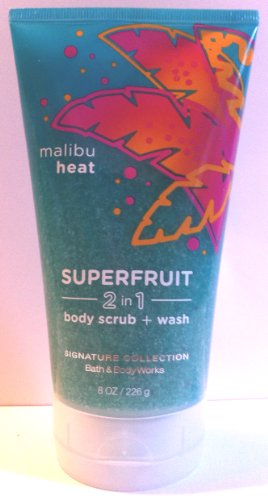 malibu
heat
SUPERFRUIT
2 in 1
body scrub + wash
SIGNATURE COLLECTION
Bath & Body Works
8 OZ / 226 g